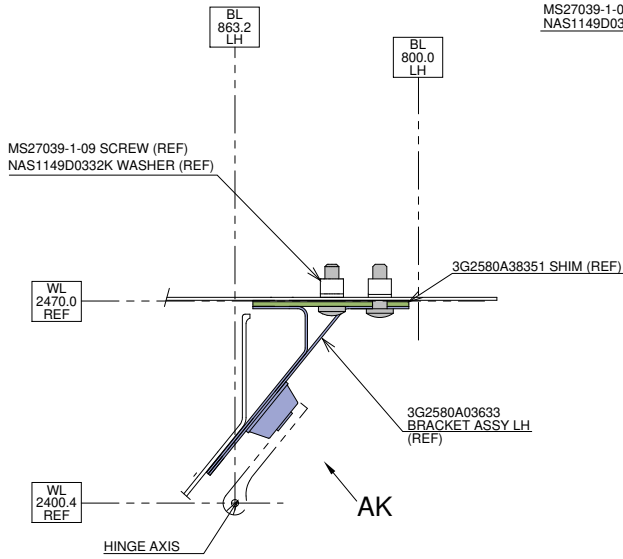 BL
863.2
LH
MS27039-1-0
NAS1149D03
BL
800.0
LH
MS27039-1-09 SCREW (REF)
NAS1149D0332K WASHER (REF)
3G2580A38351 SHIM (REF)
WL
2470.0
REF
3G2580A03633
BRACKET ASSY LH
(REF)
WL
2400.4
REF
AK
HINGE AXIS